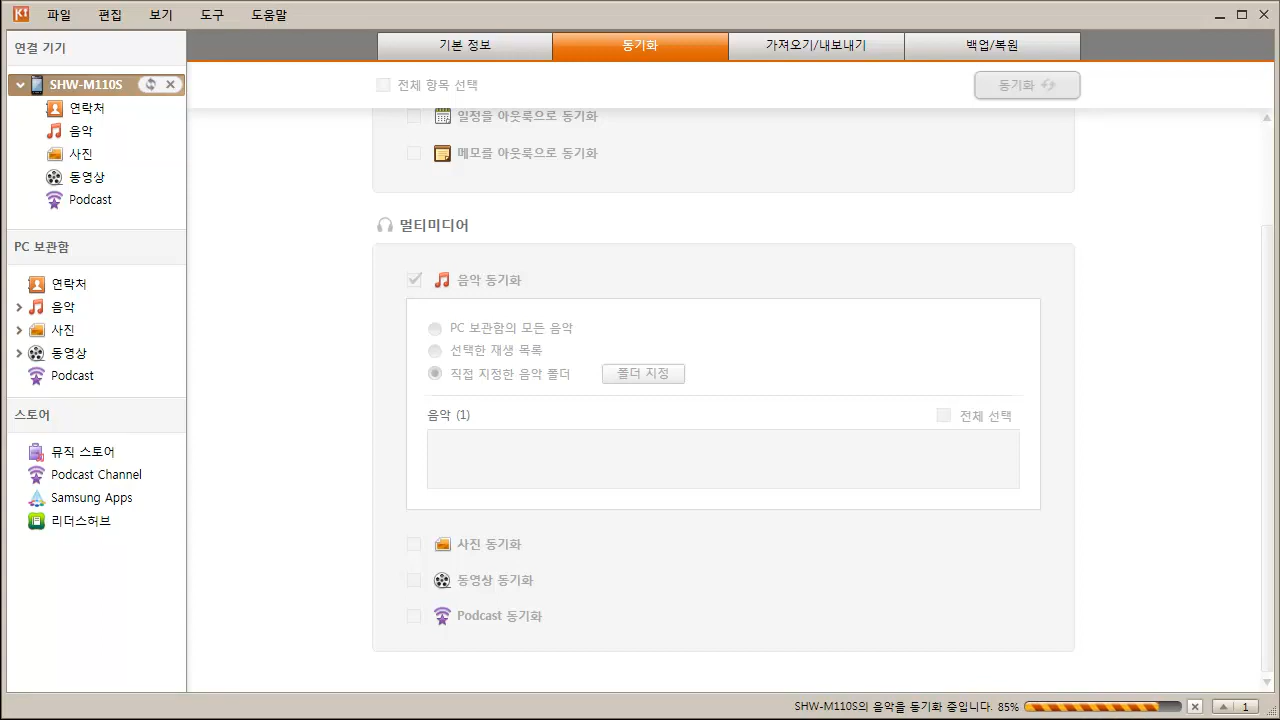 파일 편집 보기 도구 도움말
연결 기기
SHW-M110S
연락처
음악
사진
동영상
Podcast
PC 보관함
연락처
음악
사진
동영상
Podcast
스토어
뮤직 스토어
Podcast Channel
Samsung Apps
리더스허브
기본 정보 동기화 가져오기/내보내기 백업/복원
전체 항목 선택 동기화
일정을 아웃룩으로 동기화
메모를 아웃룩으로 동기화
멀티미디어
음악 동기화
PC 보관함의 모든 음악
선택한 재생 목록
직접 지정한 음악 폴더 폴더 지정
음악 (1) 전체 선택
사진 동기화
동영상 동기화
Podcast 동기화
SHW-M110S의 음악을 동기화 중입니다. 85% 1